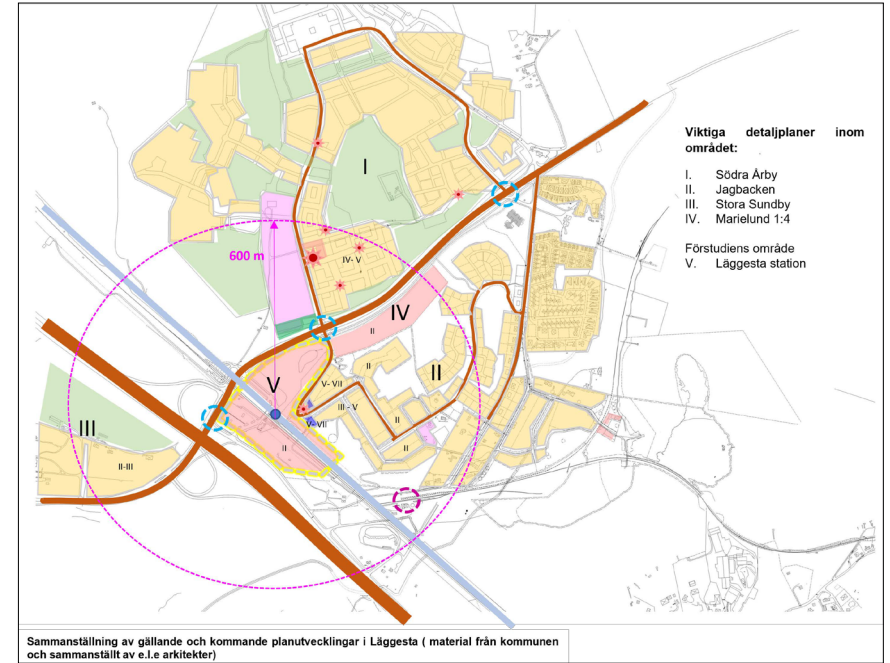 Viktiga detaljplaner inom
området:
I. Södra Årby
II. Jagbacken
III. Stora Sundby
IV. Marielund 1:4
Förstudiens område
V. Läggesta station
I
600 m
IV- V
IV
II
V
V- VII
II
II
III - V
V- VII
II
II
II
III
II-III
Sammanställning av gällande och kommande planutvecklingar i Läggesta ( material från kommunen
och sammanställt av e.l.e arkitekter)